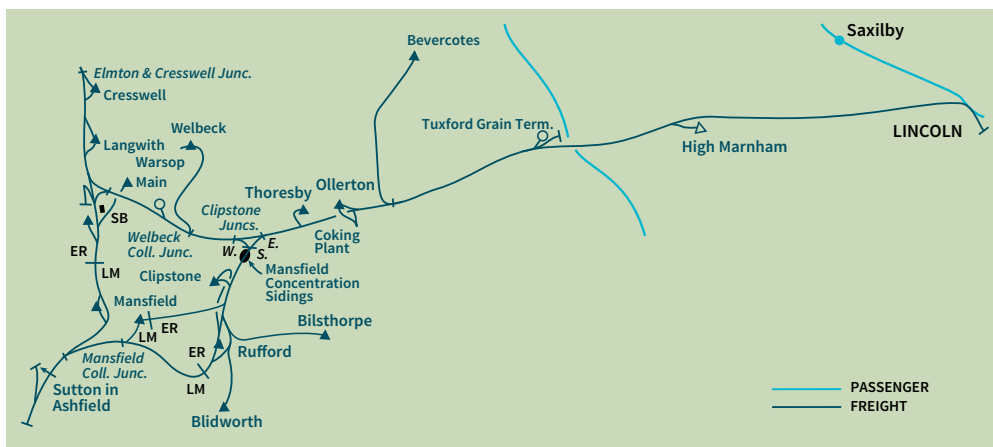 Saxilby
Bevercotes
Elmton & Cresswell Junc.
Cresswell
Tuxford Grain Term.
LINCOLN
Welbeck
Langwith
High Marnham
Warsop
Main
Thoresby
Ollerton
Clipstone
Juncs.
SB
Welbeck
Coll. Junc.
Coking
Plant
E.
W.
S.
ER
LM
Clipstone
Mansfield
Concentration
Sidings
Mansfield
ER
LM
Bilsthorpe
ER
Rufford
Mansfield
Coll. Junc.
LM
Sutton in
Ashfield
Blidworth
PASSENGER
FREIGHT